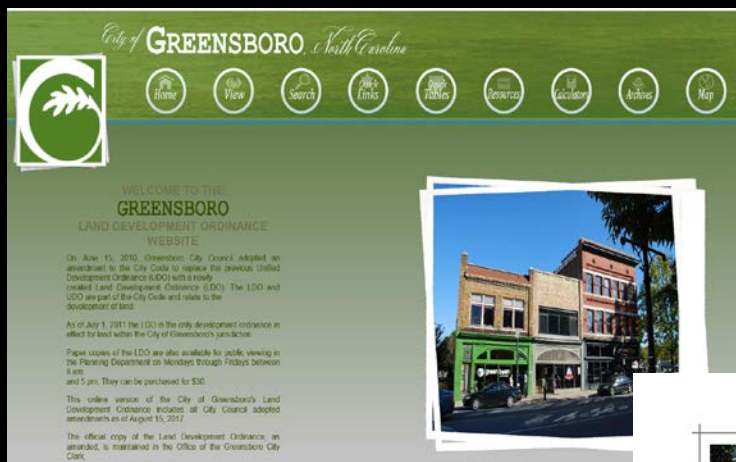 City of GREENSBORO, North Carolina
Home View Search Quick Links Quick Tables Resources Calculators Archives Map
WELCOME TO THE
GREENSBORO
LAND DEVELOPMENT ORDINANCE
WEBSITE
On June 15, 2010, Greensboro City Council adopted an
amendment to the City Code to replace the previous Unified
Development Ordinance (UDO) with a newly-
created Land Development Ordinance (LDO). The LDO and
UDO are part of the City Code and relate to the
development of land.
As of July 1, 2011 the LDO is the only development ordinance in
effect for land within the City of Greensboro's jurisdiction
Paper copies of the LDO are also available for public viewing in
the Planning Department on Mondays through Fridays between
8 am
and 5 pm. They can be purchased for $30.
This online version of the City of Greensboro's Land
Development Ordinance includes all City Council adopted
amendments as of August 15, 2017.
The official copy of the Land Development Ordinance, as
amended, is maintained in the Office of the Greensboro City
Clerk.